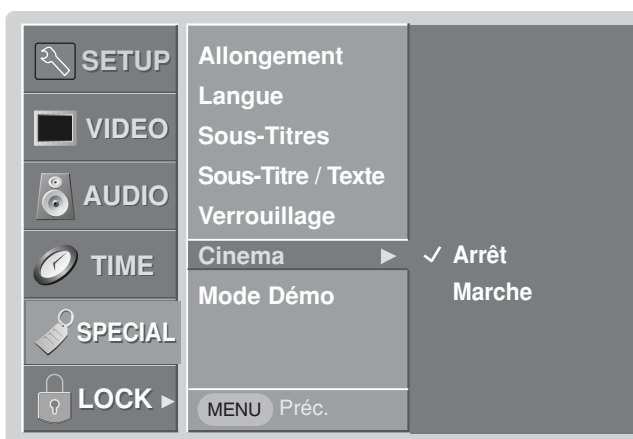 SETUP
VIDEO
AUDIO
TIME
SPECIAL
LOCK ►
Allongement
Langue
Sous-Titres
Sous-Titre / Texte
Verrouillage
Cinema ►
Mode Démo
MENU Préc.
✓ Arrêt
Marche